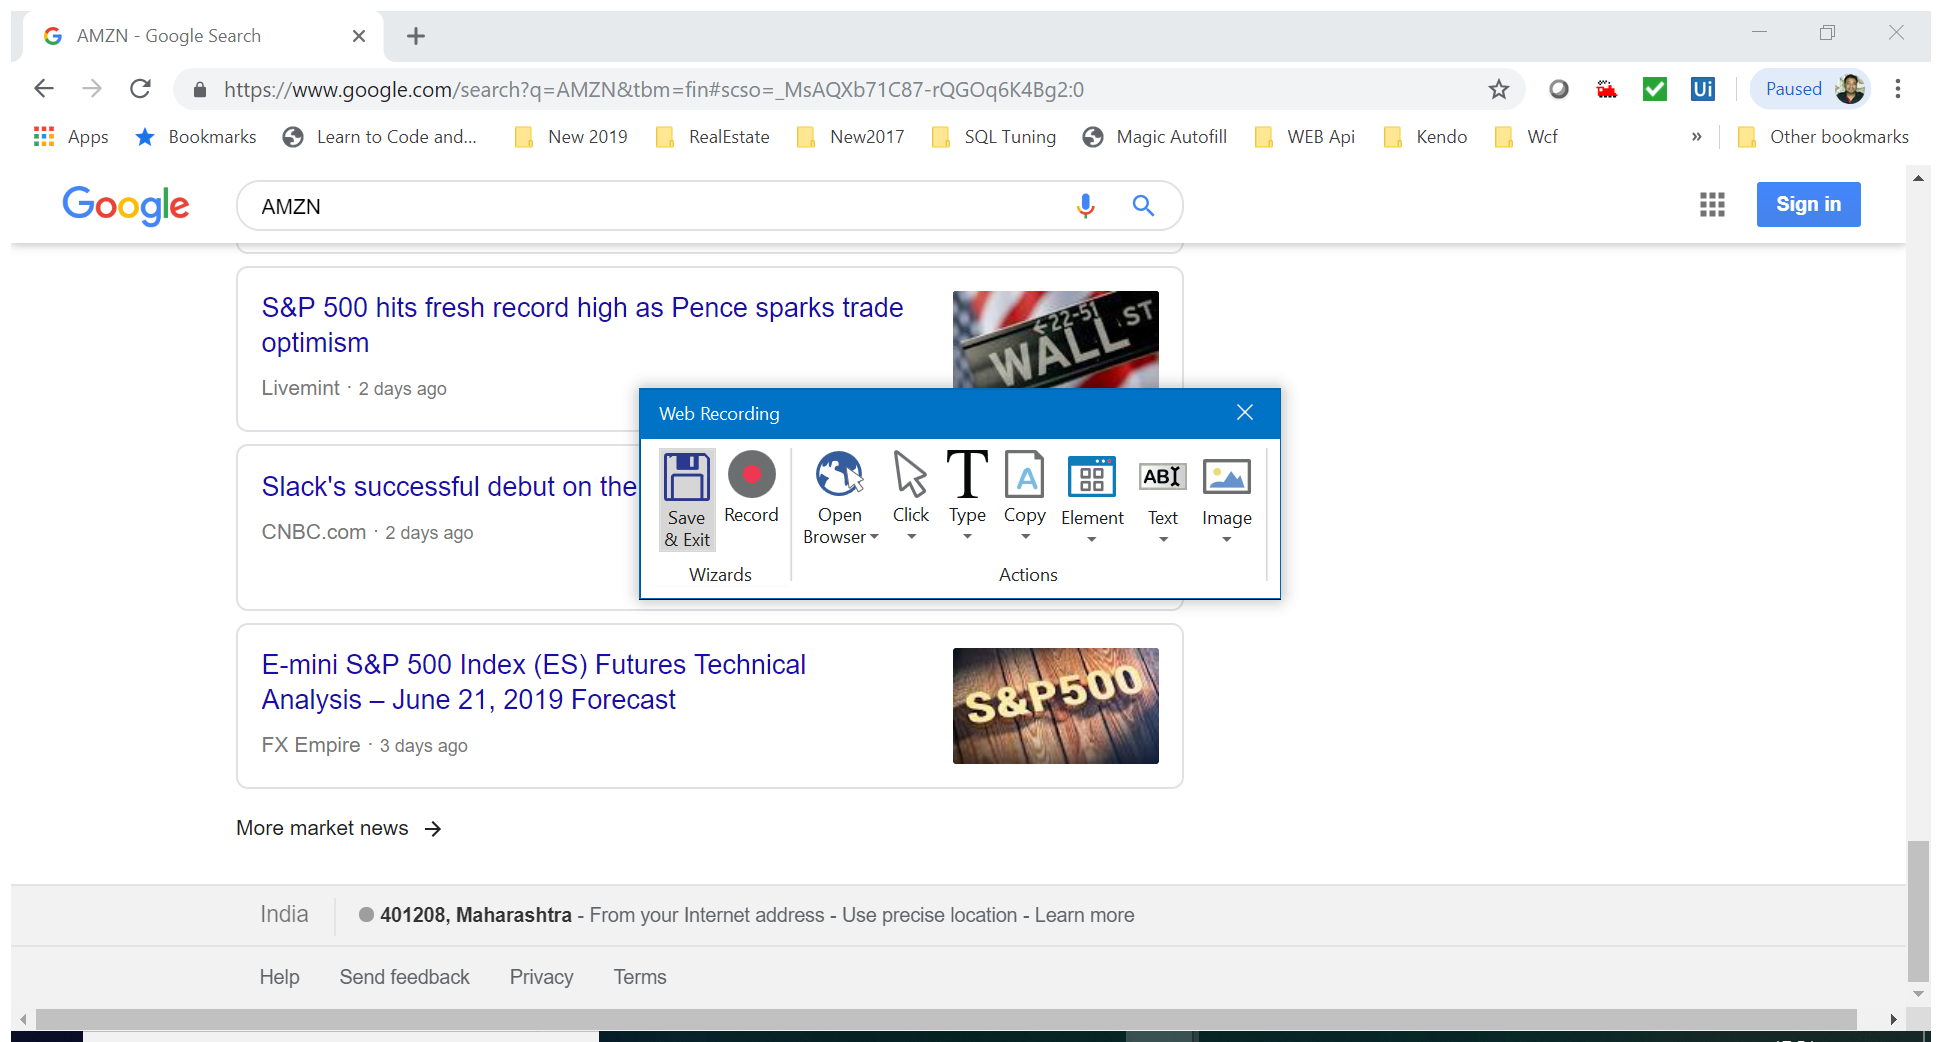 AMZN - Google Search
https://www.google.com/search?q=AMZN&tbm=fin#scso=_MsAQXb71C87-rQGOq6K4Bg2:0
Ui
Paused
Apps
Bookmarks
Learn to Code and...
New 2019
RealEstate
New2017
SQL Tuning
Magic Autofill
WEB Api
Kendo
Wcf
»
Other bookmarks
Google
AMZN
Sign in
S&P 500 hits fresh record high as Pence sparks trade
optimism
Livemint · 2 days ago
←22-51
WALL ST
Web Recording
Save
& Exit
Record
Open
Browser
Click
Type
Copy
Element
Text
Image
Wizards
Actions
Slack's successful debut on the
CNBC.com · 2 days ago
E-mini S&P 500 Index (ES) Futures Technical
Analysis – June 21, 2019 Forecast
FX Empire · 3 days ago
S&P500
More market news →
India
401208, Maharashtra - From your Internet address - Use precise location - Learn more
Help
Send feedback
Privacy
Terms